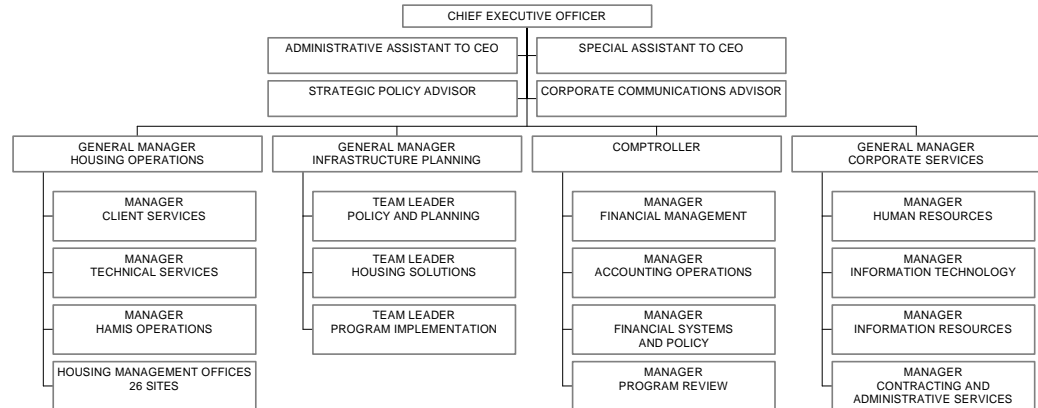 CHIEF EXECUTIVE OFFICER
ADMINISTRATIVE ASSISTANT TO CEO
SPECIAL ASSISTANT TO CEO
STRATEGIC POLICY ADVISOR
CORPORATE COMMUNICATIONS ADVISOR
GENERAL MANAGER
HOUSING OPERATIONS
MANAGER
CLIENT SERVICES
MANAGER
TECHNICAL SERVICES
MANAGER
HAMIS OPERATIONS
HOUSING MANAGEMENT OFFICES
26 SITES
GENERAL MANAGER
INFRASTRUCTURE PLANNING
TEAM LEADER
POLICY AND PLANNING
TEAM LEADER
HOUSING SOLUTIONS
TEAM LEADER
PROGRAM IMPLEMENTATION
COMPTROLLER
MANAGER
FINANCIAL MANAGEMENT
MANAGER
ACCOUNTING OPERATIONS
MANAGER
FINANCIAL SYSTEMS
AND POLICY
MANAGER
PROGRAM REVIEW
GENERAL MANAGER
CORPORATE SERVICES
MANAGER
HUMAN RESOURCES
MANAGER
INFORMATION TECHNOLOGY
MANAGER
INFORMATION RESOURCES
MANAGER
CONTRACTING AND
ADMINISTRATIVE SERVICES